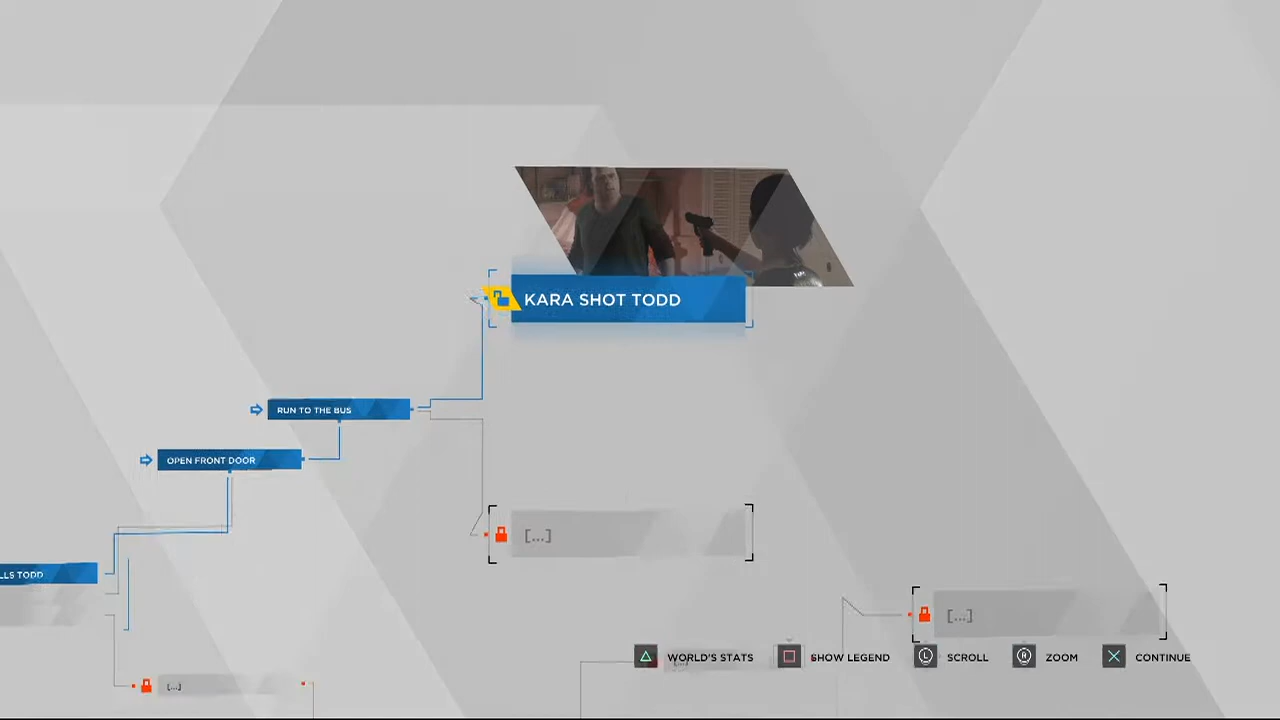 KARA SHOT TODD
RUN TO THE BUS
OPEN FRONT DOOR
[...]
LLS TODD
[...]
[...]
WORLD'S STATS
SHOW LEGEND
L
SCROLL
R
ZOOM
CONTINUE
[...]